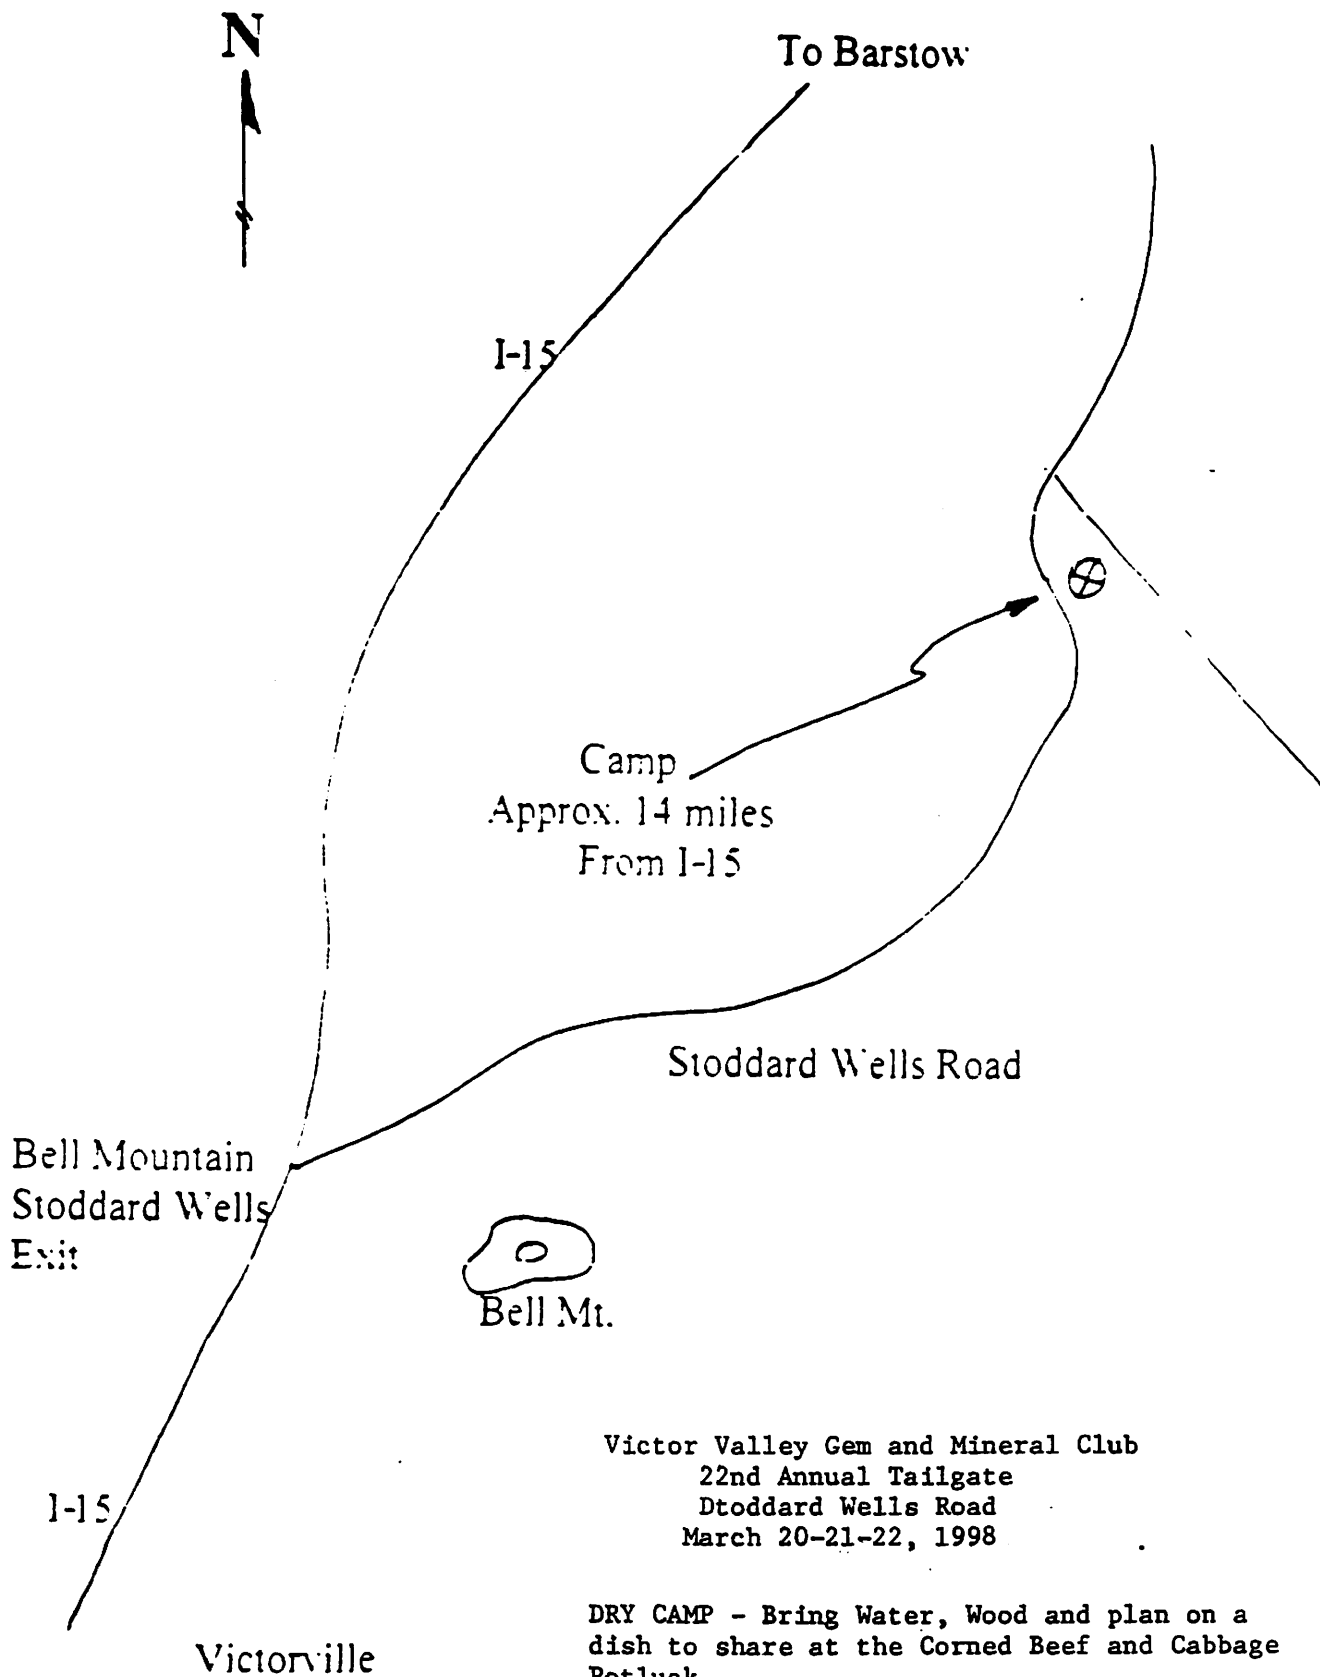 N
To Barstow
I-15
Camp
Approx. 14 miles
From I-15
Stoddard Wells Road
Bell Mountain
Stoddard Wells
Exit
Bell Mt.
I-15
Victorville
Victor Valley Gem and Mineral Club
22nd Annual Tailgate
Dtoddard Wells Road
March 20-21-22, 1998
DRY CAMP - Bring Water, Wood and plan on a
dish to share at the Corned Beef and Cabbage
Potluck